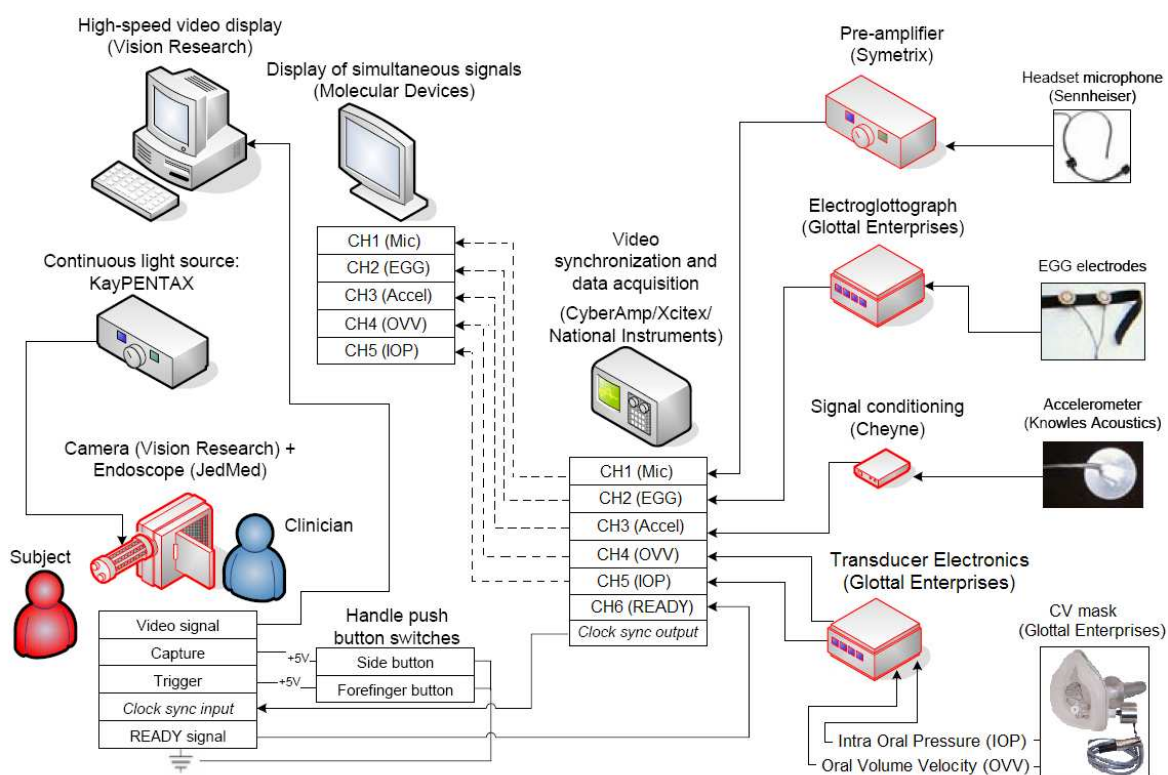 High-speed video display
(Vision Research)
Display of simultaneous signals
(Molecular Devices)
CH1 (Mic)
CH2 (EGG)
CH3 (Accel)
CH4 (OVV)
CH5 (IOP)
Continuous light source:
KayPENTAX
Camera (Vision Research) +
Endoscope (JedMed)
Clinician
Subject
Video signal
Capture
Trigger
Clock sync input
READY signal
Handle push
button switches
+5V
Side button
+5V
Forefinger button
Video
synchronization and
data acquisition
(CyberAmp/Xcitex/
National Instruments)
CH1 (Mic)
CH2 (EGG)
CH3 (Accel)
CH4 (OVV)
CH5 (IOP)
CH6 (READY)
Clock sync output
Pre-amplifier
(Symetrix)
Headset microphone
(Sennheiser)
Electroglottograph
(Glottal Enterprises)
EGG electrodes
Signal conditioning
(Cheyne)
Accelerometer
(Knowles Acoustics)
Transducer Electronics
(Glottal Enterprises)
CV mask
(Glottal Enterprises)
Intra Oral Pressure (IOP)
Oral Volume Velocity (OVV)